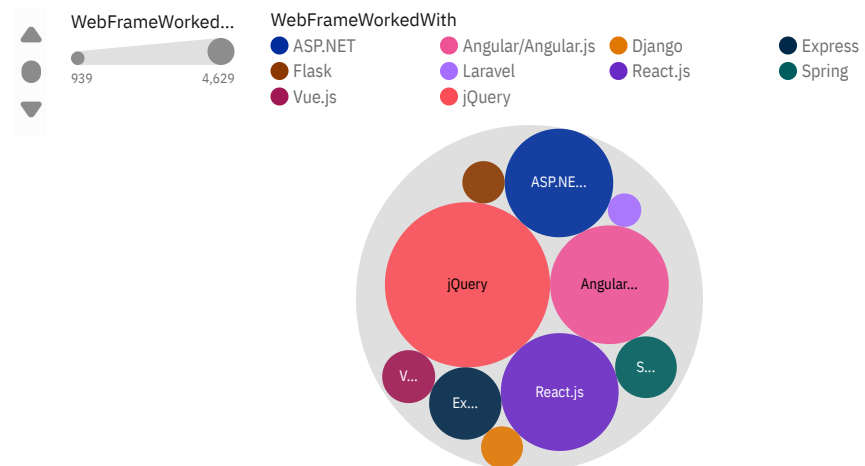 WebFrameWorked...
939 4,629
WebFrameWorkedWith
ASP.NET Angular/Angular.js Django Express
Flask Laravel React.js Spring
Vue.js jQuery
ASP.NE...
jQuery Angular...
V... Ex... React.js S...